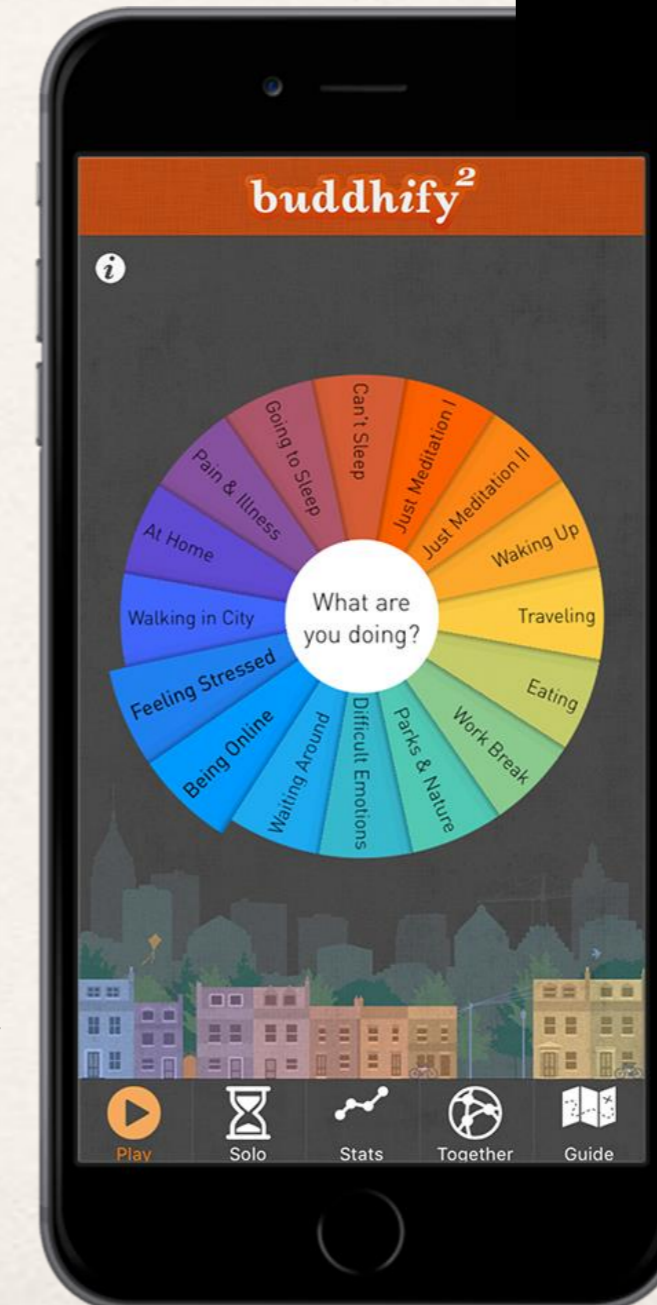 buddhify²
i
Can't Sleep
Just Meditation I
Just Meditation II
Waking Up
Traveling
Eating
Work Break
Parks & Nature
Difficult Emotions
Waiting Around
Being Online
Feeling Stressed
Walking in City
At Home
Pain & Illness
Going to Sleep
What are
you doing?
Play
Solo
Stats
Together
Guide